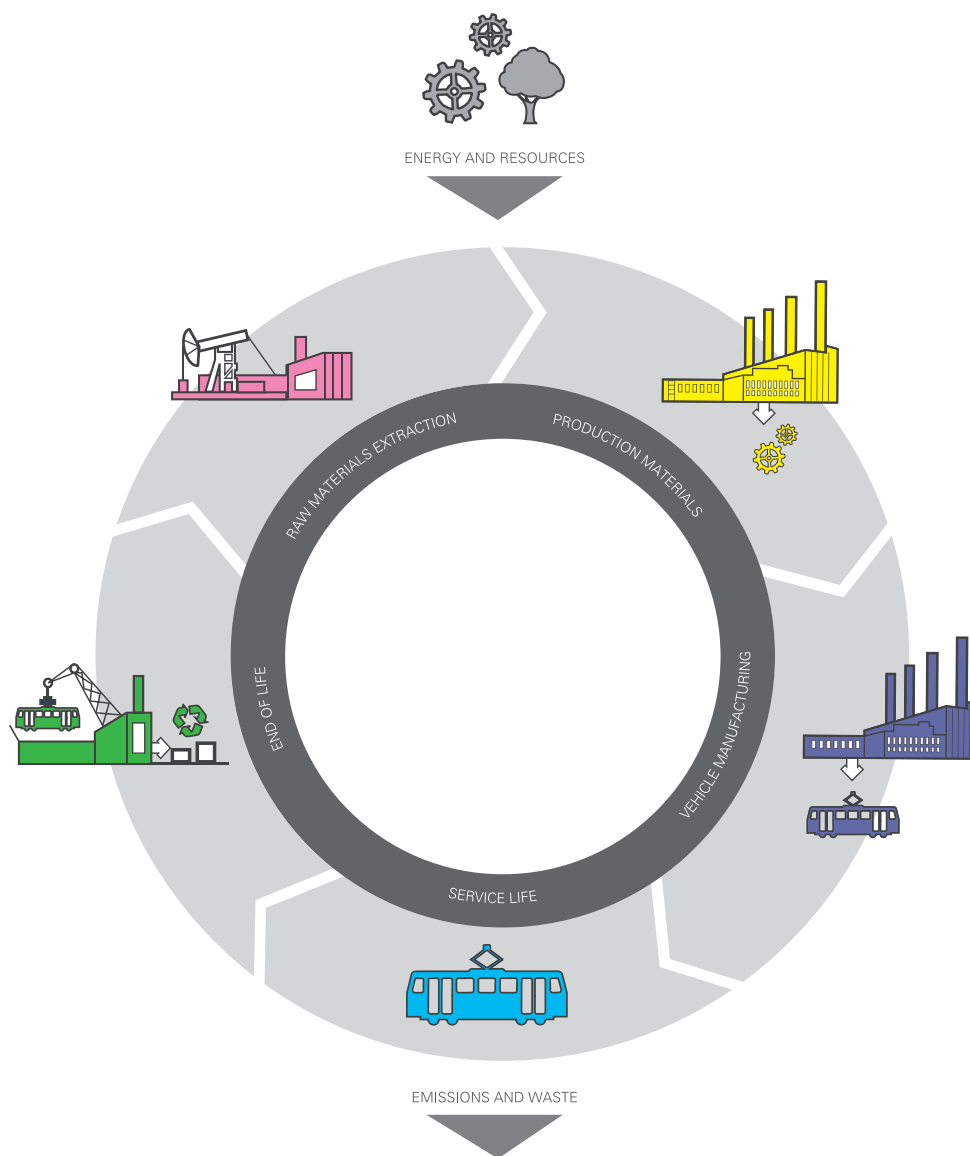 ENERGY AND RESOURCES
RAW MATERIALS EXTRACTION
PRODUCTION MATERIALS
VEHICLE MANUFACTURING
SERVICE LIFE
END OF LIFE
EMISSIONS AND WASTE